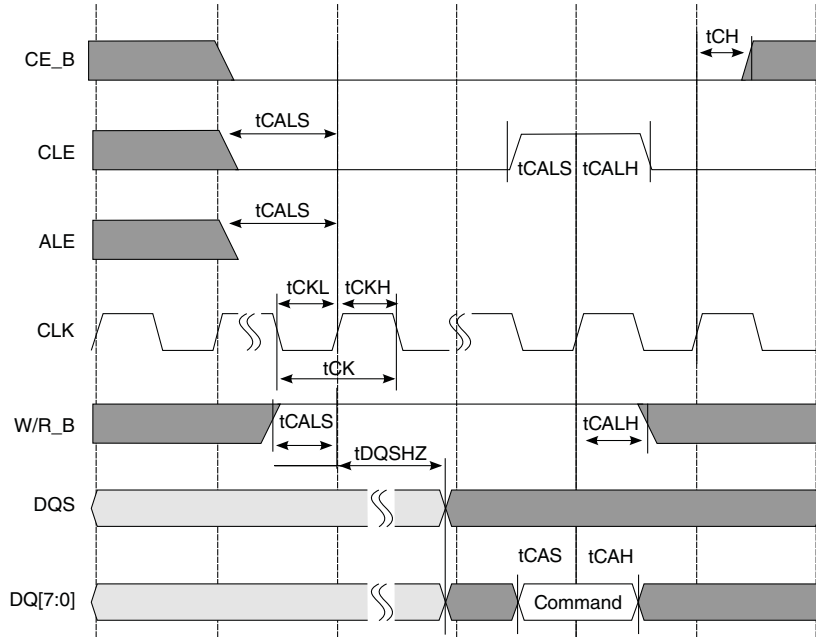 CE_B
tCH
tCALS
CLE
tCALS tCALH
tCALS
ALE
tCKL tCKH
CLK
tCK
W/R_B
tCALS
tCALH
tDQSHZ
DQS
tCAS tCAH
DQ[7:0]
Command